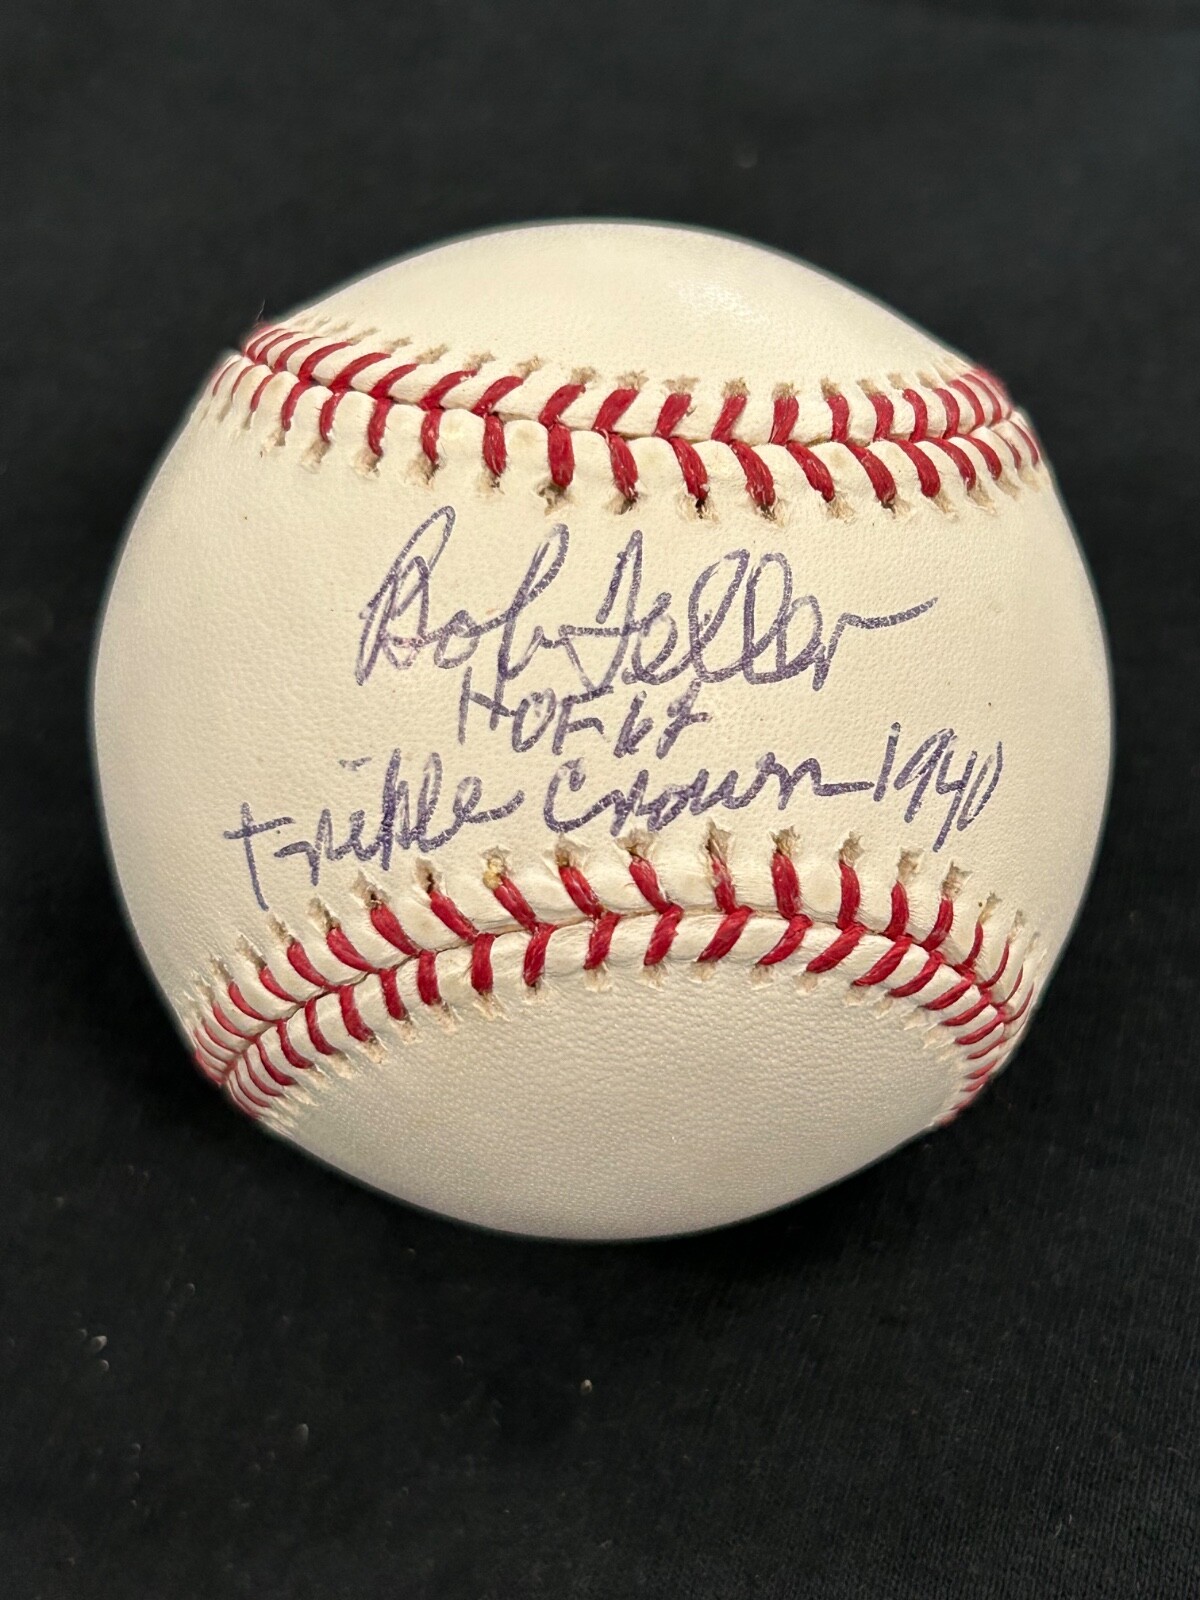 Bob Feller
HOF 62
triple Crown 1940